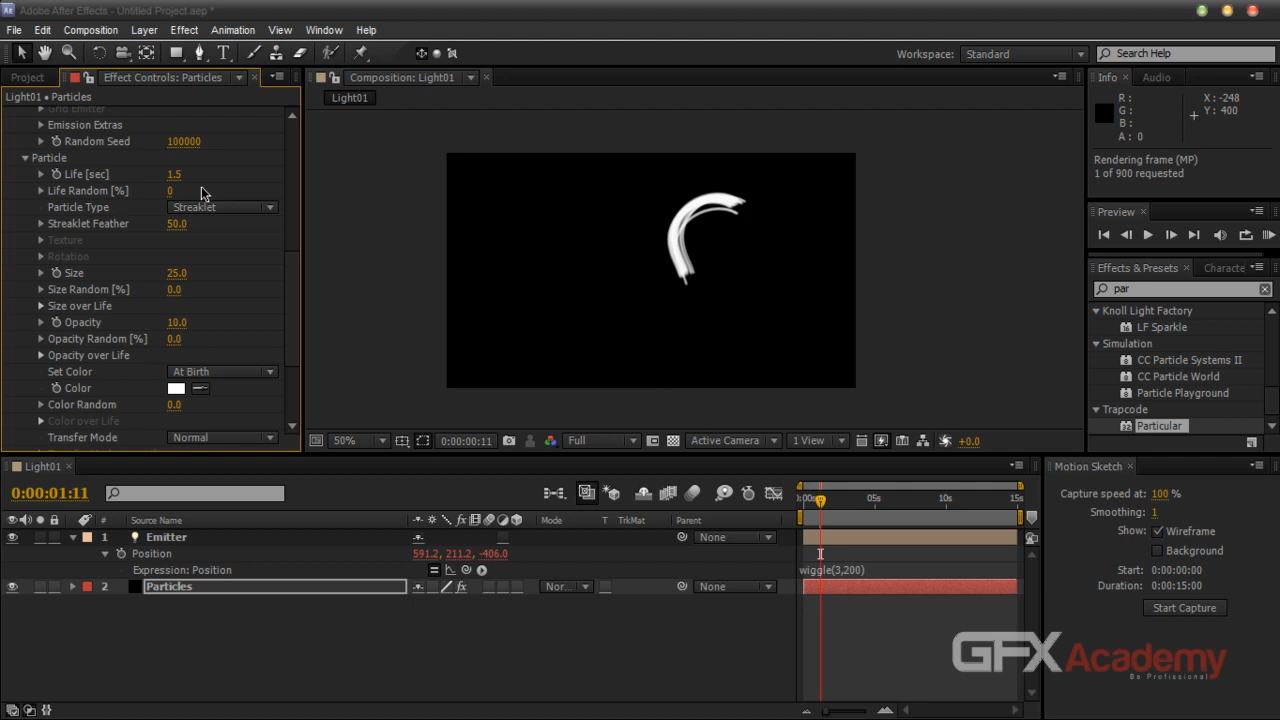 Adobe After Effects - Untitled Project.aep *
File Edit Composition Layer Effect Animation View Window Help
Workspace: Standard Search Help
Project Effect Controls: Particles
Composition: Light01
Info Audio
Light01 • Particles
Light01
Grid Emitter
Emission Extras
Random Seed 100000
Particle
Life [sec] 1.5
Life Random [%] 0
Particle Type Streaklet
Streaklet Feather 50.0
Texture
Rotation
Size 25.0
Size Random [%] 0.0
Size over Life
Opacity 10.0
Opacity Random [%] 0.0
Opacity over Life
Set Color At Birth
Color
Color Random 0.0
Color over Life
Transfer Mode Normal
50% 0:00:00:11 Full Active Camera 1 View +0.0
R :
G :
B :
A : 0
X: -248
Y: 400
Rendering frame (MP)
1 of 900 requested
Preview
Effects & Presets Characte
par
Knoll Light Factory
LF Sparkle
Simulation
CC Particle Systems II
CC Particle World
Particle Playground
Trapcode
Particular
Light01
0:00:01:11
:00s 05s 10s 15s
# Source Name Mode T TrkMat Parent
1 Emitter None
Position 591.2, 211.2, -406.0
Expression: Position wiggle(3,200)
2 Particles Nor... None
Motion Sketch
Capture speed at: 100 %
Smoothing: 1
Show: Wireframe
Background
Start: 0:00:00:00
Duration: 0:00:15:00
Start Capture
GFXAcademy
Be Profissional